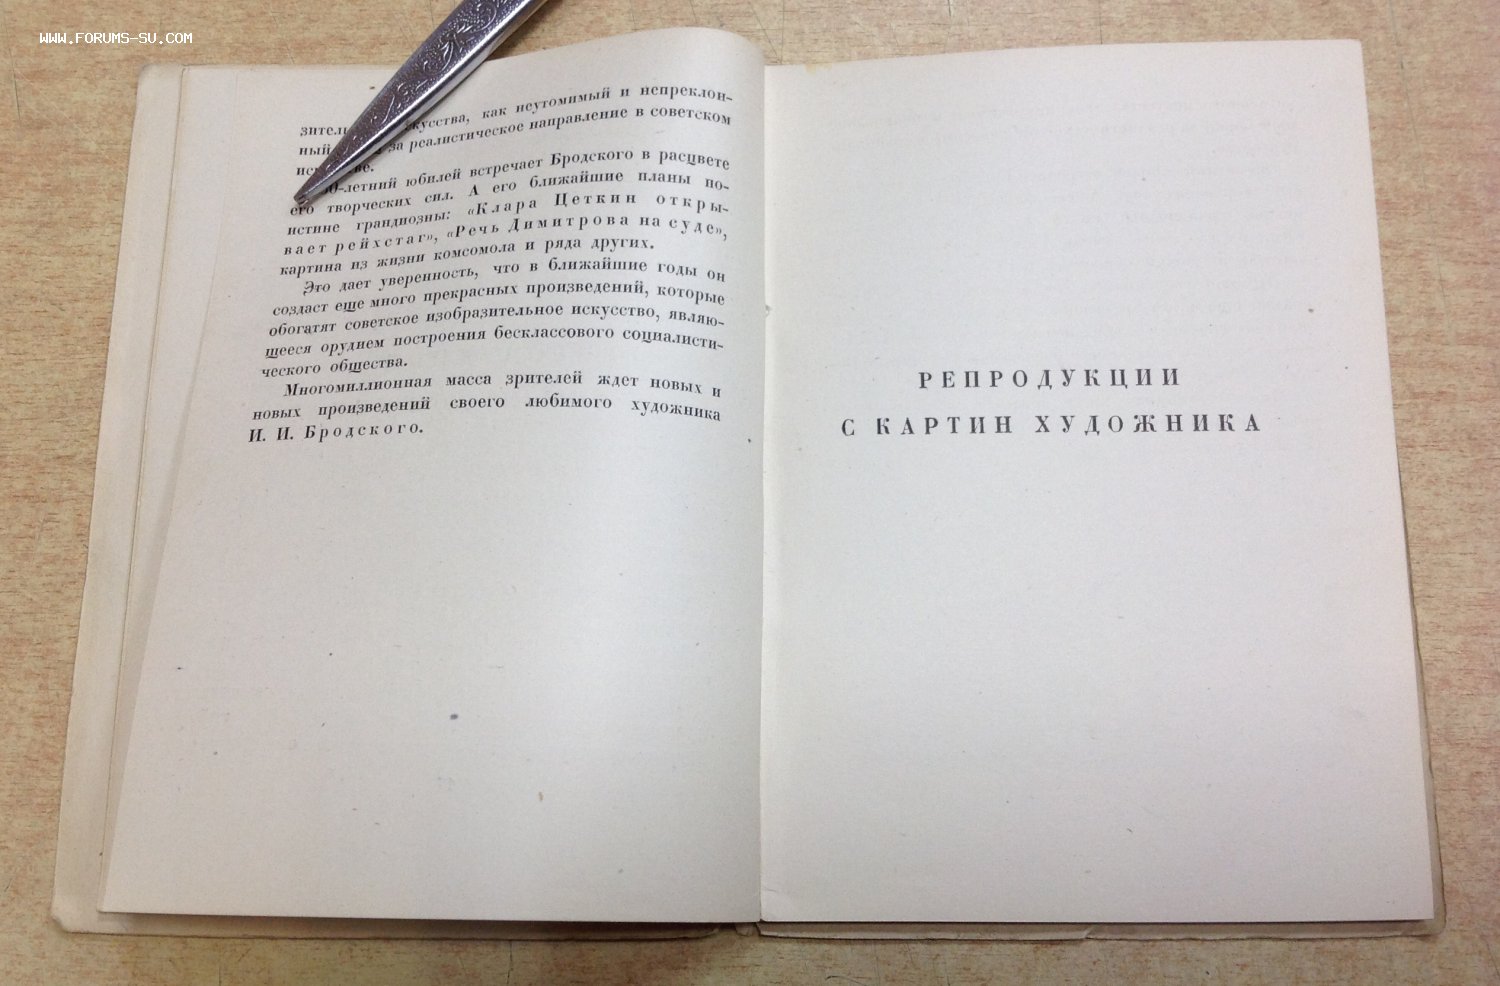 WWW.FORUMS-SU.COM
как неутомимый и непреклон-
за реалистическое направление в советском
летний юбилей встречает Бродского в расцвете
его творческих сил. А его ближайшие планы по-
истине грандиозны: «Клара Цеткин откры-
вает рейхстаг», «Речь Димитрова на суде»,
картина из жизни комсомола и ряда других.
Это дает уверенность, что в ближайшие годы он
создаст еще много прекрасных произведений, которые
обогатят советское изобразительное искусство, являю-
щееся орудием построения бесклассового социалисти-
ческого общества.
Многомиллионная масса зрителей ждет новых и
новых произведений своего любимого художника
И. И. Бродского.
РЕПРОДУКЦИИ
С КАРТИН ХУДОЖНИКА